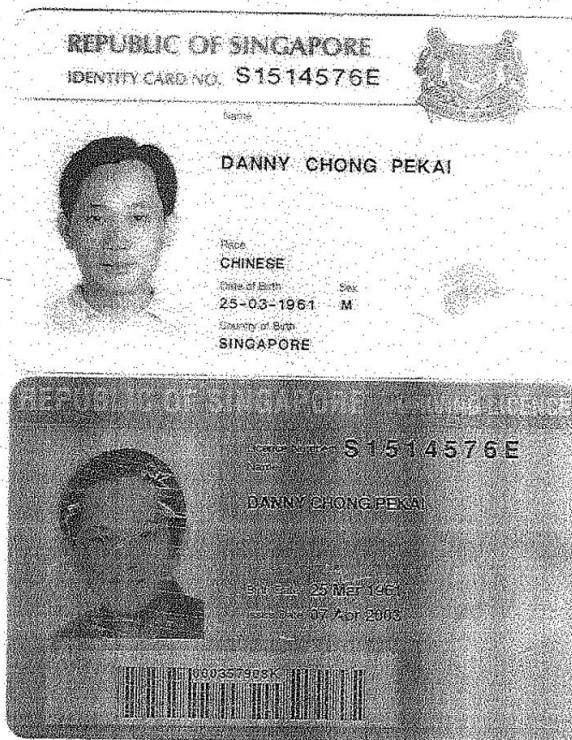 REPUBLIC OF SINGAPORE
IDENTITY CARD NO. S1514576E
Name
DANNY CHONG PEKAI
Race
CHINESE
Date of Birth Sex
25-03-1961 M
Country of Birth
SINGAPORE
REPUBLIC OF SINGAPORE DRIVING LICENCE
Licence Number S1514576E
Name
DANNY CHONG PEKAI
Birth Date 25 Mar 1961
Issue Date 07 Apr 2003